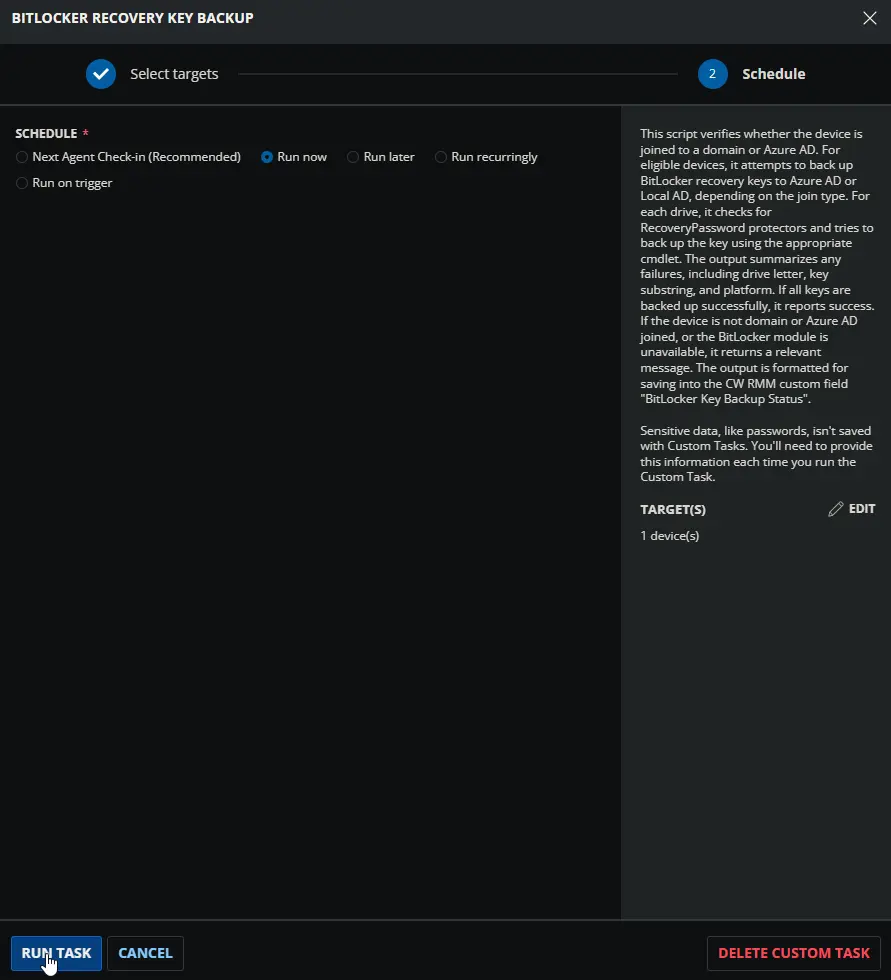 BITLOCKER RECOVERY KEY BACKUP
Select targets
2 Schedule
SCHEDULE *
Next Agent Check-in (Recommended) Run now Run later Run recurringly
Run on trigger
This script verifies whether the device is
joined to a domain or Azure AD. For
eligible devices, it attempts to back up
BitLocker recovery keys to Azure AD or
Local AD, depending on the join type. For
each drive, it checks for
RecoveryPassword protectors and tries to
back up the key using the appropriate
cmdlet. The output summarizes any
failures, including drive letter, key
substring, and platform. If all keys are
backed up successfully, it reports success.
If the device is not domain or Azure AD
joined, or the BitLocker module is
unavailable, it returns a relevant
message. The output is formatted for
saving into the CW RMM custom field
"BitLocker Key Backup Status".
Sensitive data, like passwords, isn't saved
with Custom Tasks. You'll need to provide
this information each time you run the
Custom Task.
TARGET(S) EDIT
1 device(s)
RUN TASK CANCEL DELETE CUSTOM TASK